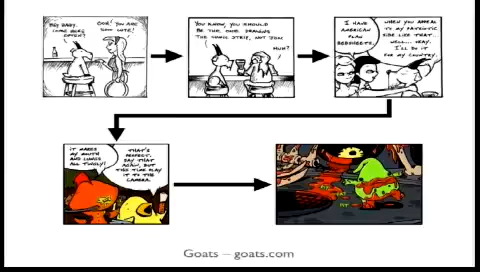 HEY BABY.
COME HERE
OFTEN?
OOH! YOU ARE
SOOO CUTE!
YOU KNOW, YOU SHOULD
BE THE ONE DRAWING
THE COMIC STRIP, NOT JON.
HUH?
I HAVE
AMERICAN
FLAG
BEDSHEETS.
WHEN YOU APPEAL
TO MY PATRIOTIC
SIDE LIKE THAT...
WELL... OKAY.
I'LL DO IT
FOR MY COUNTRY.
IT MAKES
MY MOUTH
AND LUNGS
ALL TINGLY!
THAT'S
PERFECT.
SAY THAT
AGAIN, BUT
THIS TIME PLAY
IT TO THE
CAMERA.
Goats – goats.com